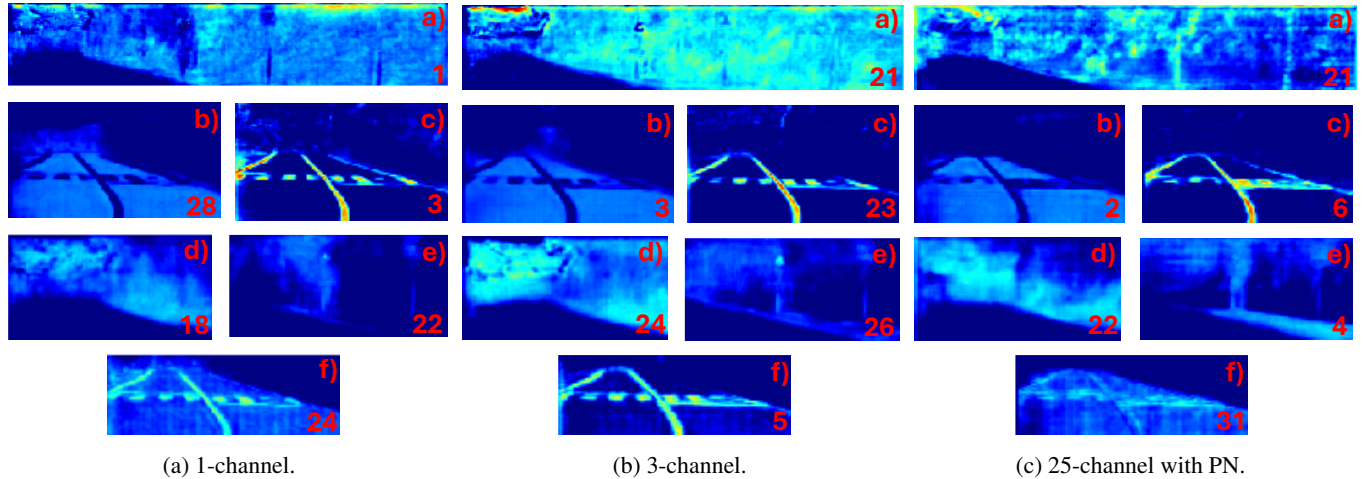 a)
1
a)
21
a)
21
b)
28
c)
3
b)
3
c)
23
b)
2
c)
6
d)
18
e)
22
d)
24
e)
26
d)
22
e)
4
f)
24
f)
5
f)
31
(a) 1-channel.
(b) 3-channel.
(c) 25-channel with PN.